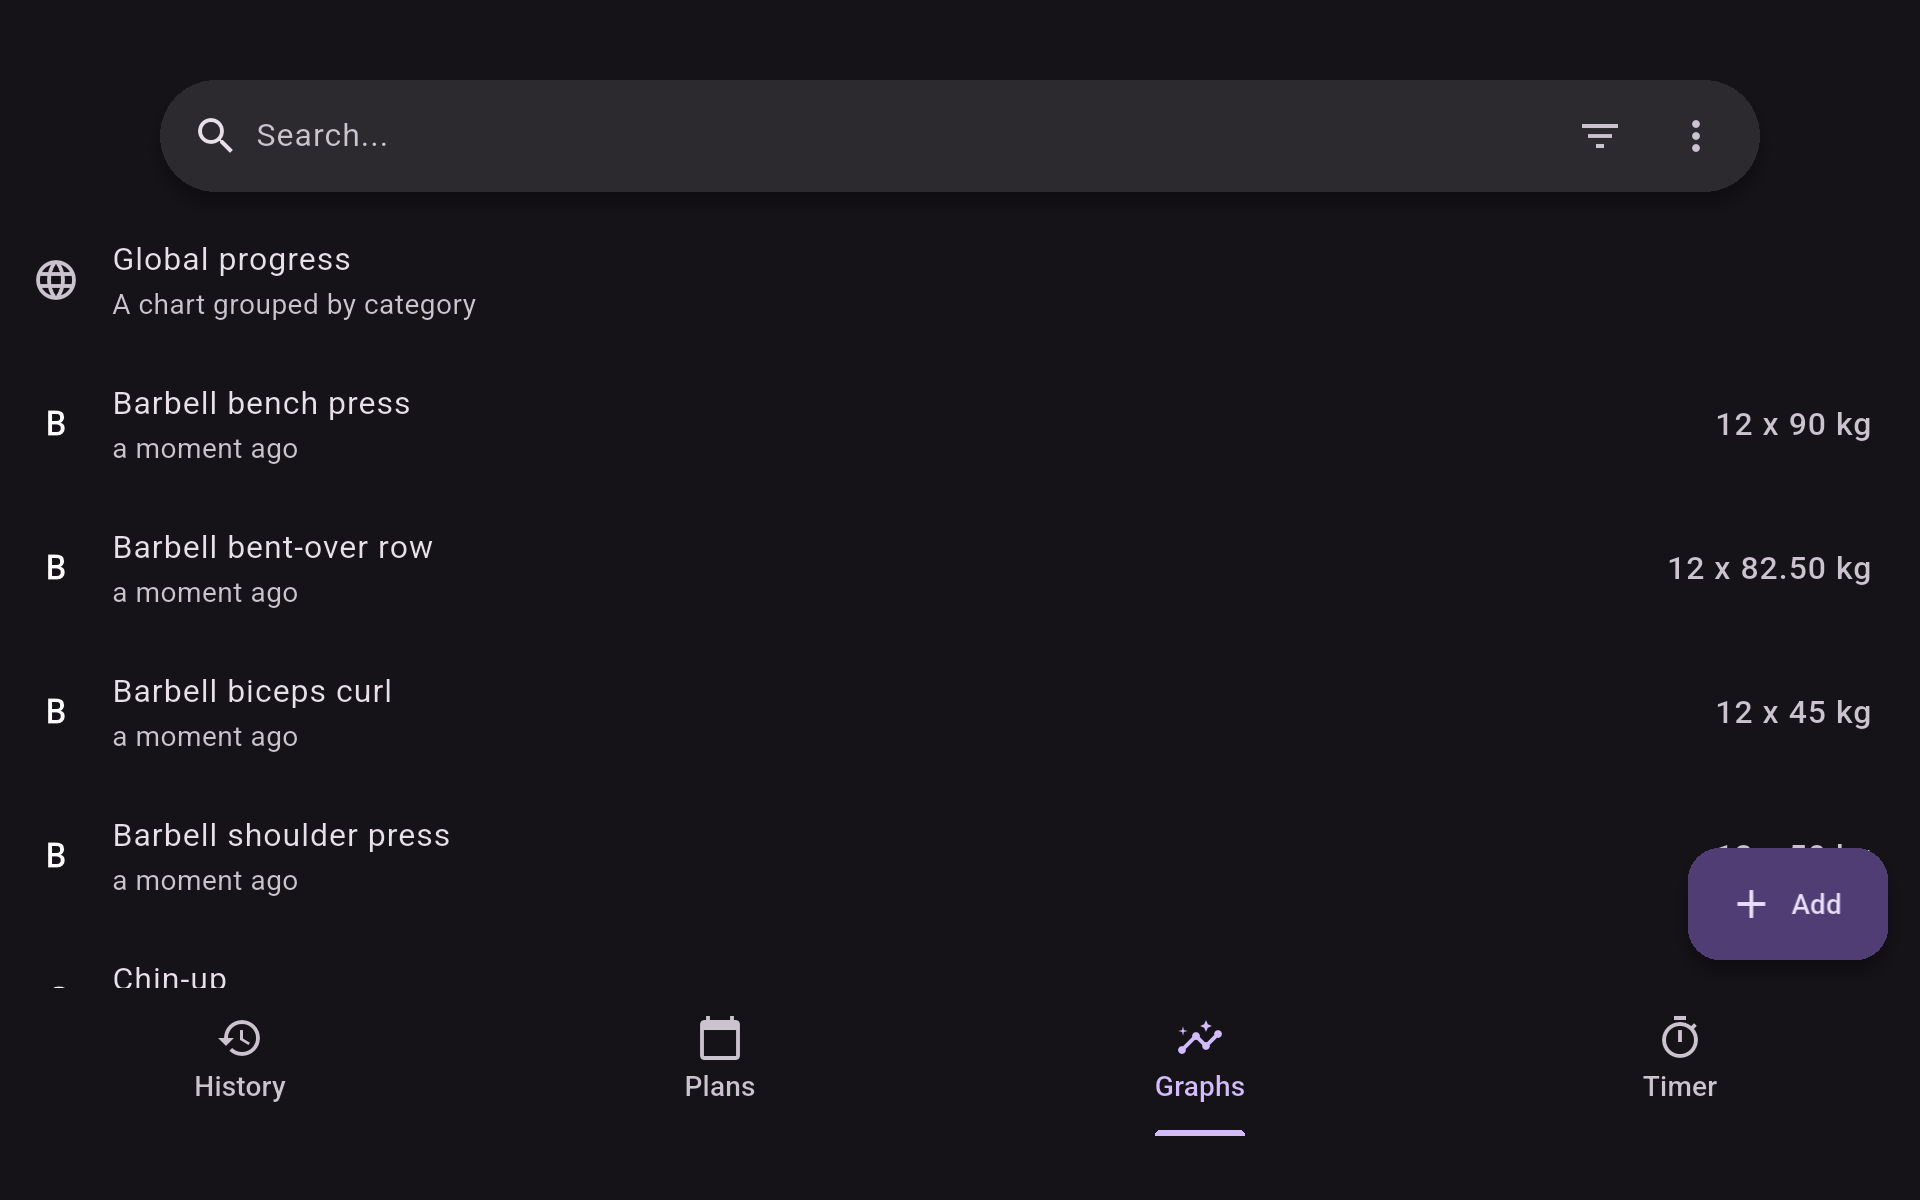 Search...
Global progress
A chart grouped by category
B
Barbell bench press
a moment ago
12 x 90 kg
B
Barbell bent-over row
a moment ago
12 x 82.50 kg
B
Barbell biceps curl
a moment ago
12 x 45 kg
B
Barbell shoulder press
a moment ago
Add
Chin-up
History
Plans
Graphs
Timer